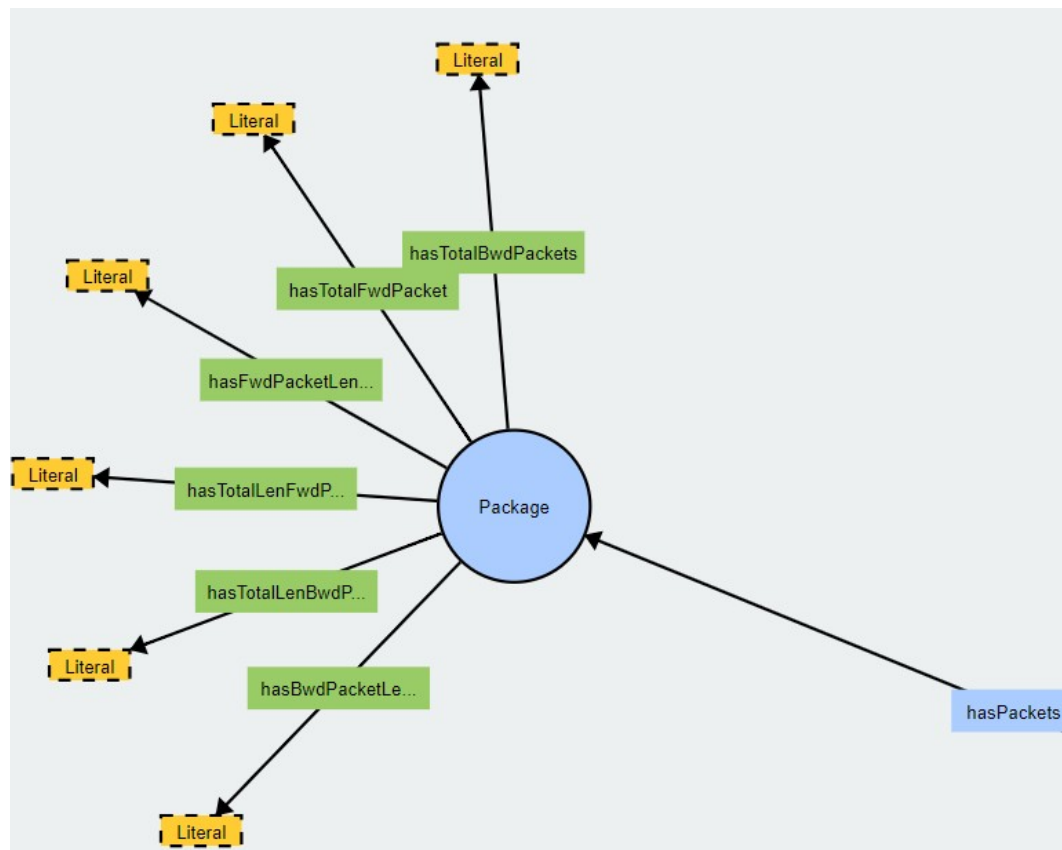 Literal
Literal
hasTotalBwdPackets
Literal
hasTotalFwdPacket
hasFwdPacketLen...
Literal
hasTotalLenFwdP...
Package
hasTotalLenBwdP...
Literal
hasBwdPacketLe...
hasPackets
Literal